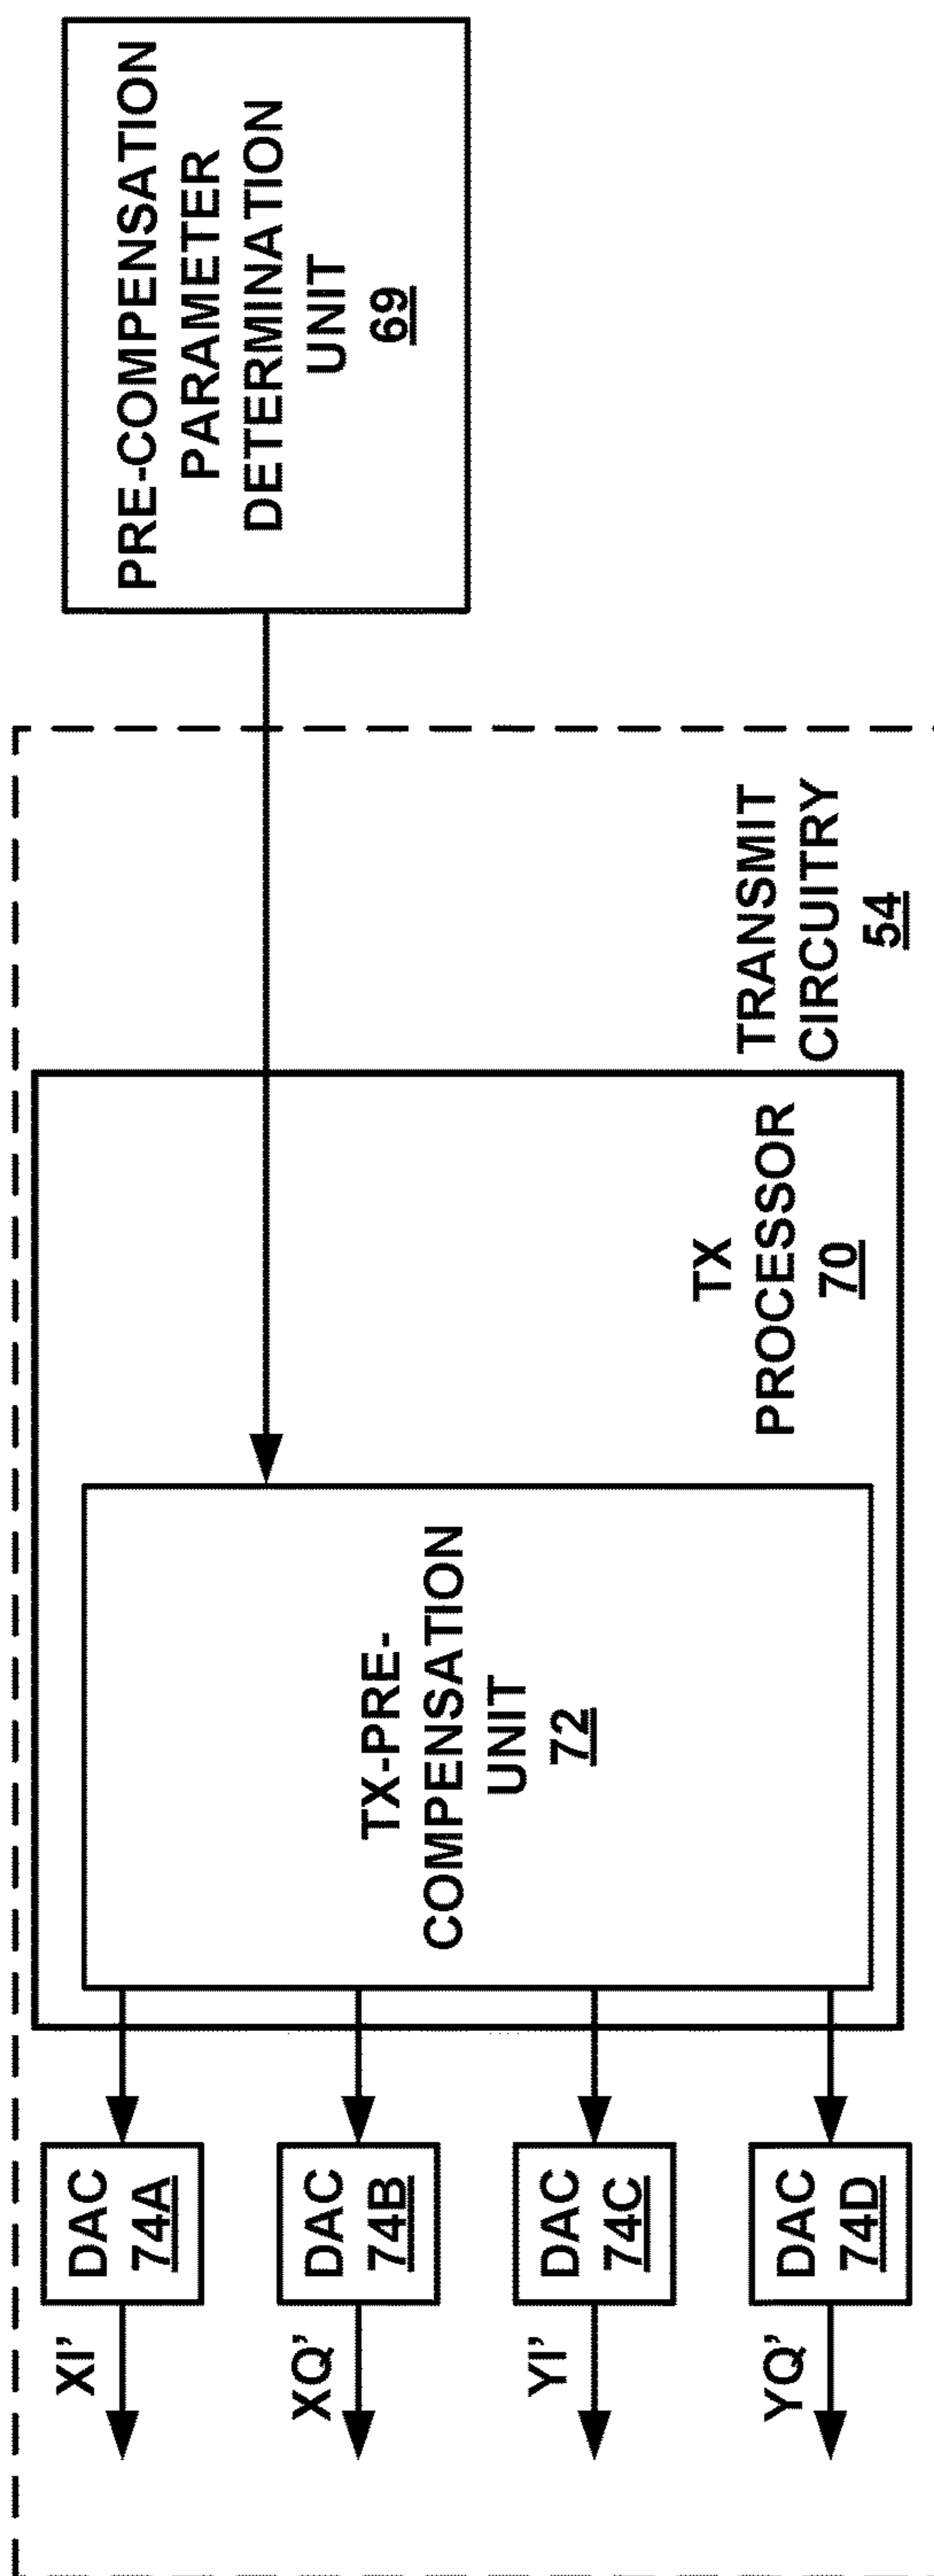 PRE-COMPENSATION
PARAMETER
DETERMINATION
UNIT
69
TRANSMIT
CIRCUITRY
54
TX
PROCESSOR
70
TX-PRE-
COMPENSATION
UNIT
72
DAC
74A
DAC
74B
DAC
74C
DAC
74D
XI’
XQ’
YI’
YQ’